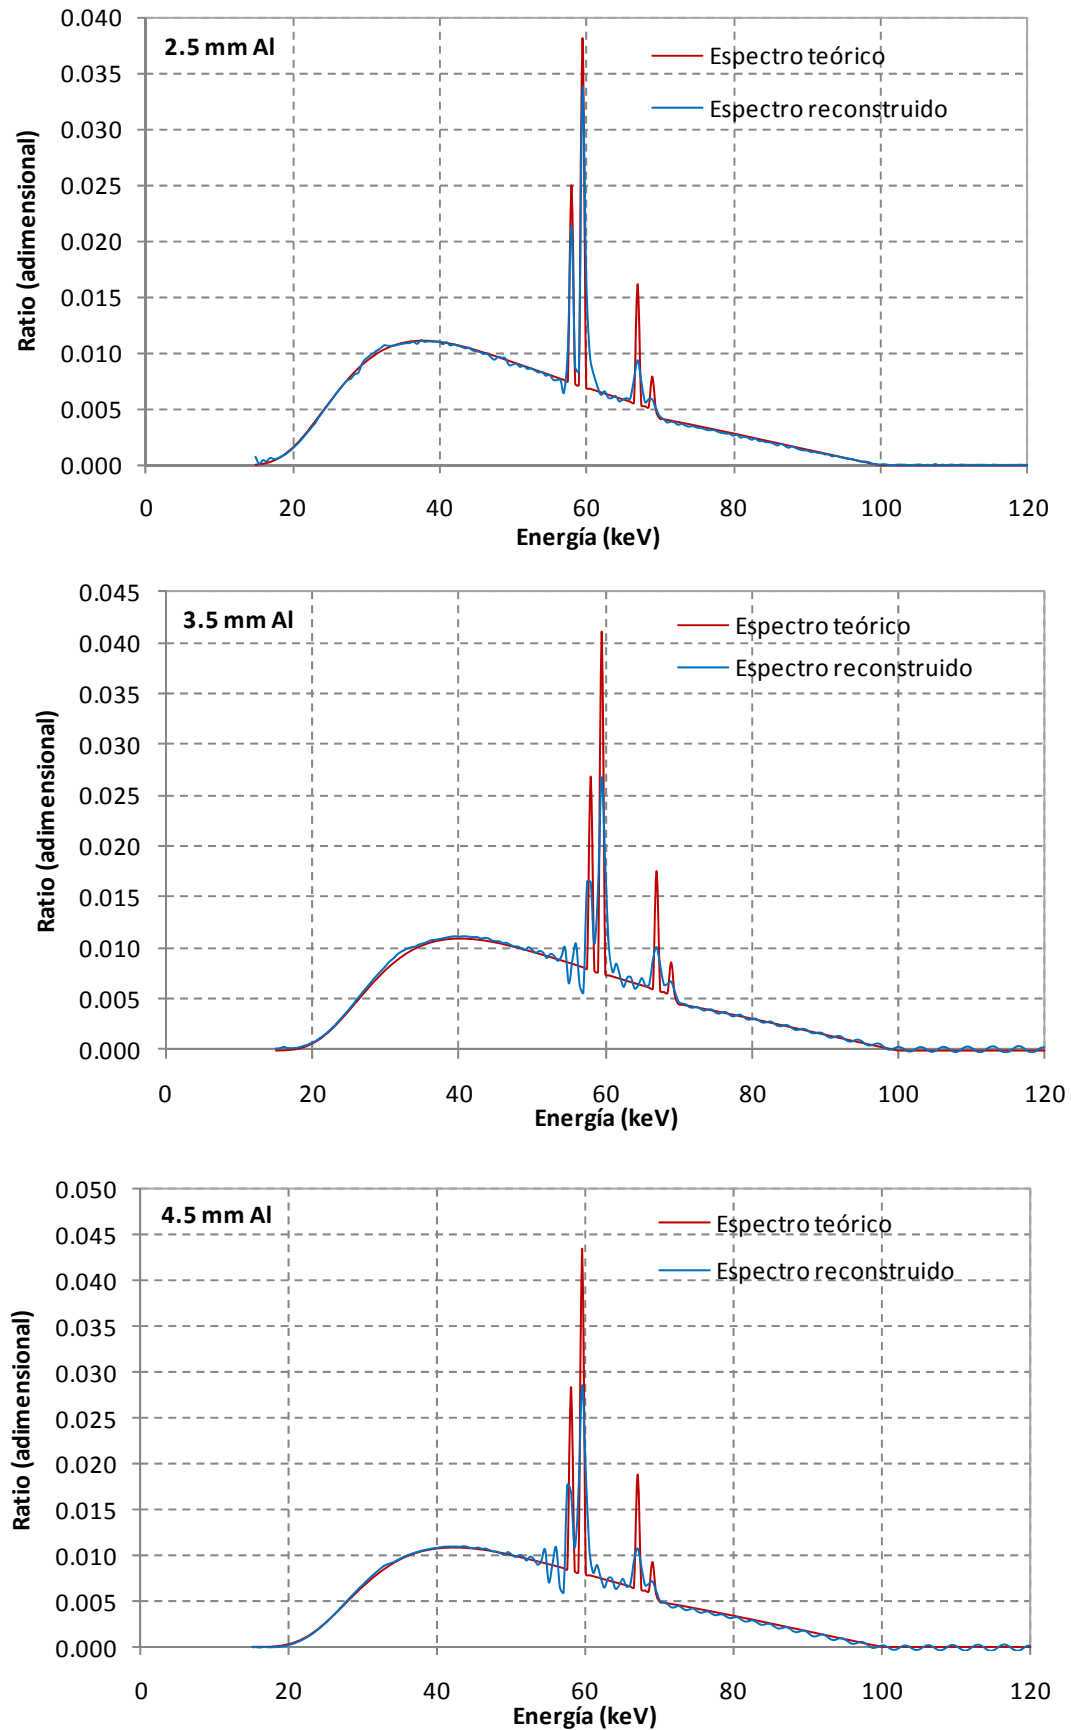 2.5 mm Al
Espectro teórico
Espectro reconstruido
Ratio (adimensional)
0.040
0.035
0.030
0.025
0.020
0.015
0.010
0.005
0.000
0 20 40 60 80 100 120
Energía (keV)
3.5 mm Al
Espectro teórico
Espectro reconstruido
Ratio (adimensional)
0.045
0.040
0.035
0.030
0.025
0.020
0.015
0.010
0.005
0.000
0 20 40 60 80 100 120
Energía (keV)
4.5 mm Al
Espectro teórico
Espectro reconstruido
Ratio (adimensional)
0.050
0.045
0.040
0.035
0.030
0.025
0.020
0.015
0.010
0.005
0.000
0 20 40 60 80 100 120
Energía (keV)